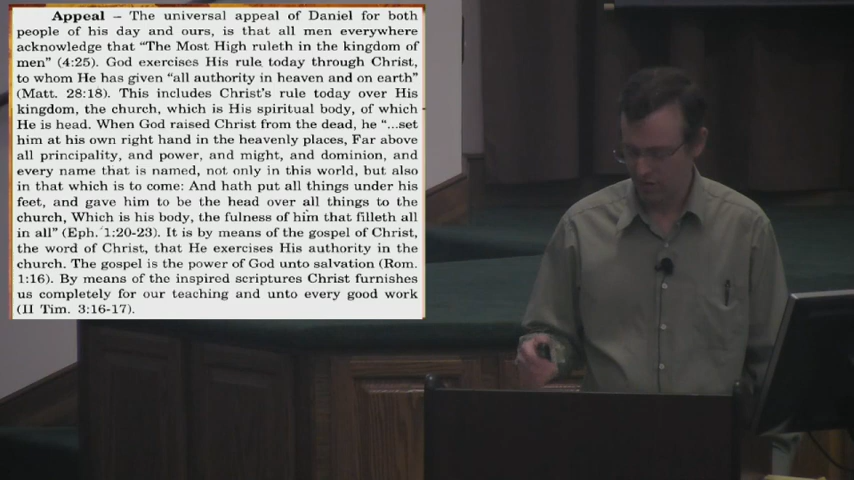 Appeal – The universal appeal of Daniel for both
people of his day and ours, is that all men everywhere
acknowledge that “The Most High ruleth in the kingdom of
men” (4:25). God exercises His rule today through Christ,
to whom He has given “all authority in heaven and on earth”
(Matt. 28:18). This includes Christ's rule today over His
kingdom, the church, which is His spiritual body, of which
He is head. When God raised Christ from the dead, he “...set
him at his own right hand in the heavenly places, Far above
all principality, and power, and might, and dominion, and
every name that is named, not only in this world, but also
in that which is to come: And hath put all things under his
feet, and gave him to be the head over all things to the
church, Which is his body, the fulness of him that filleth all
in all” (Eph. 1:20-23). It is by means of the gospel of Christ,
the word of Christ, that He exercises His authority in the
church. The gospel is the power of God unto salvation (Rom.
1:16). By means of the inspired scriptures Christ furnishes
us completely for our teaching and unto every good work
(II Tim. 3:16-17).